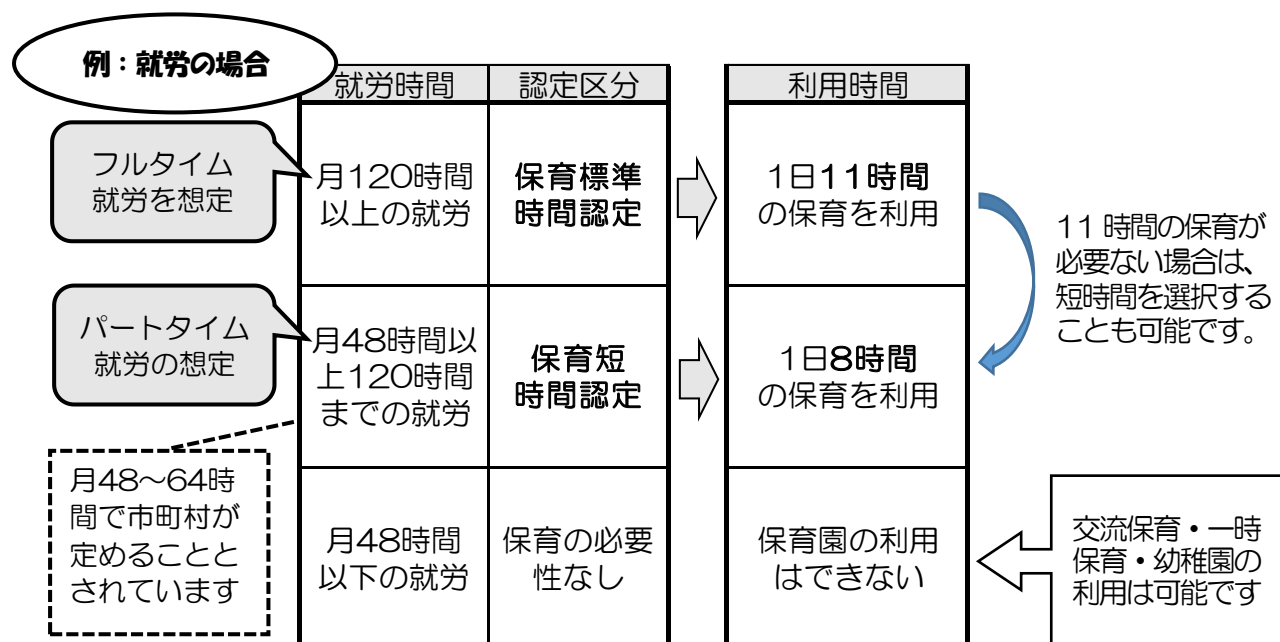 例:就労の場合
就労時間
認定区分
利用時間
フルタイム
就労を想定
月120時間
以上の就労
保育標準
時間認定
1日11時間
の保育を利用
11 時間の保育が
必要ない場合は、
短時間を選択する
ことも可能です。
パートタイム
就労の想定
月48時間以
上120時間
までの就労
保育短
時間認定
1日8時間
の保育を利用
月48~64時
間で市町村が
定めることと
されています
月48時間
以下の就労
保育の必要
性なし
保育園の利用
はできない
交流保育・一時
保育・幼稚園の
利用は可能です